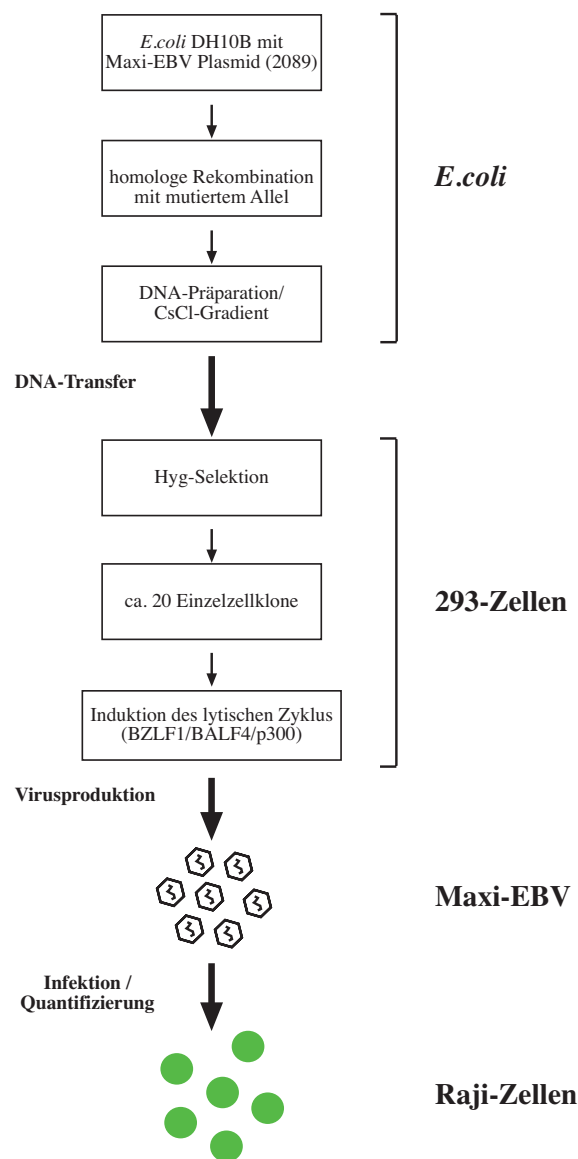 E.coli DH10B mit
Maxi-EBV Plasmid (2089)
homologe Rekombination
mit mutiertem Allel
E.coli
DNA-Präparation/
CsCl-Gradient
DNA-Transfer
Hyg-Selektion
ca. 20 Einzelzellklone
293-Zellen
Induktion des lytischen Zyklus
(BZLF1/BALF4/p300)
Virusproduktion
Maxi-EBV
Infektion /
Quantifizierung
Raji-Zellen